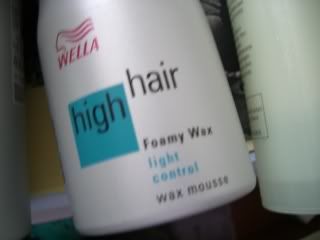 WELLA
high hair
Foamy Wax
light
control
wax mousse